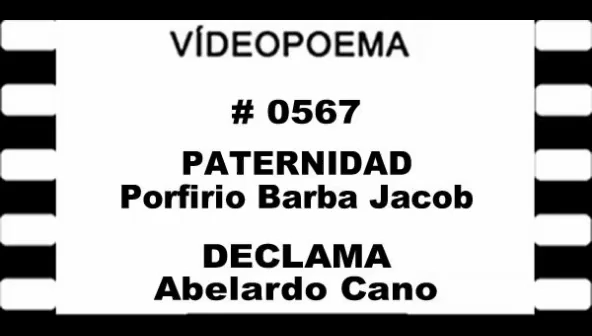 VÍDEOPOEMA
# 0567
PATERNIDAD
Porfirio Barba Jacob
DECLAMA
Abelardo Cano